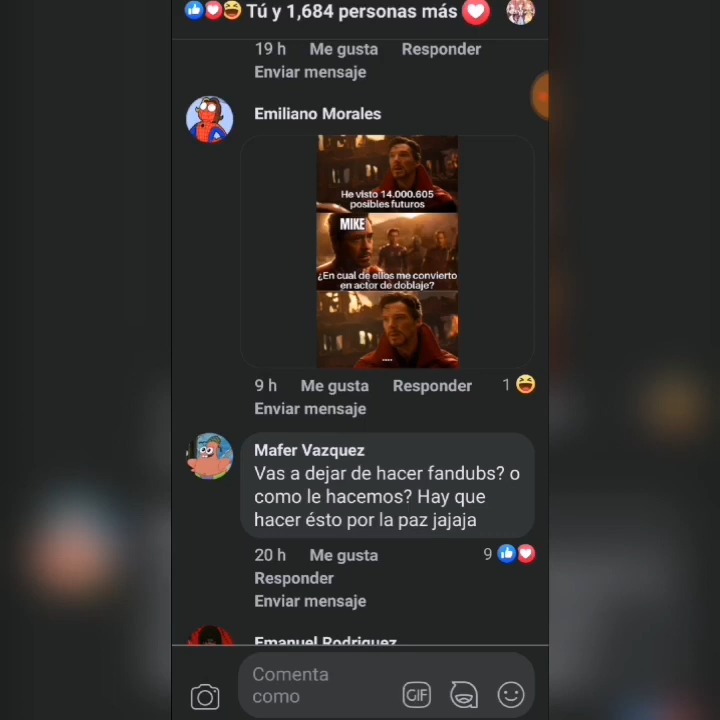 Tú y 1,684 personas más
19 h Me gusta Responder
Enviar mensaje
Emiliano Morales
He visto 14.000.605
posibles futuros
MIKE
¿En cual de ellos me convierto
en actor de doblaje?
....
9 h Me gusta Responder 1
Enviar mensaje
Mafer Vazquez
Vas a dejar de hacer fandubs? o
como le hacemos? Hay que
hacer ésto por la paz jajaja
20 h Me gusta 9
Responder
Enviar mensaje
Emanuel Rodriguez
Comenta
como
GIF